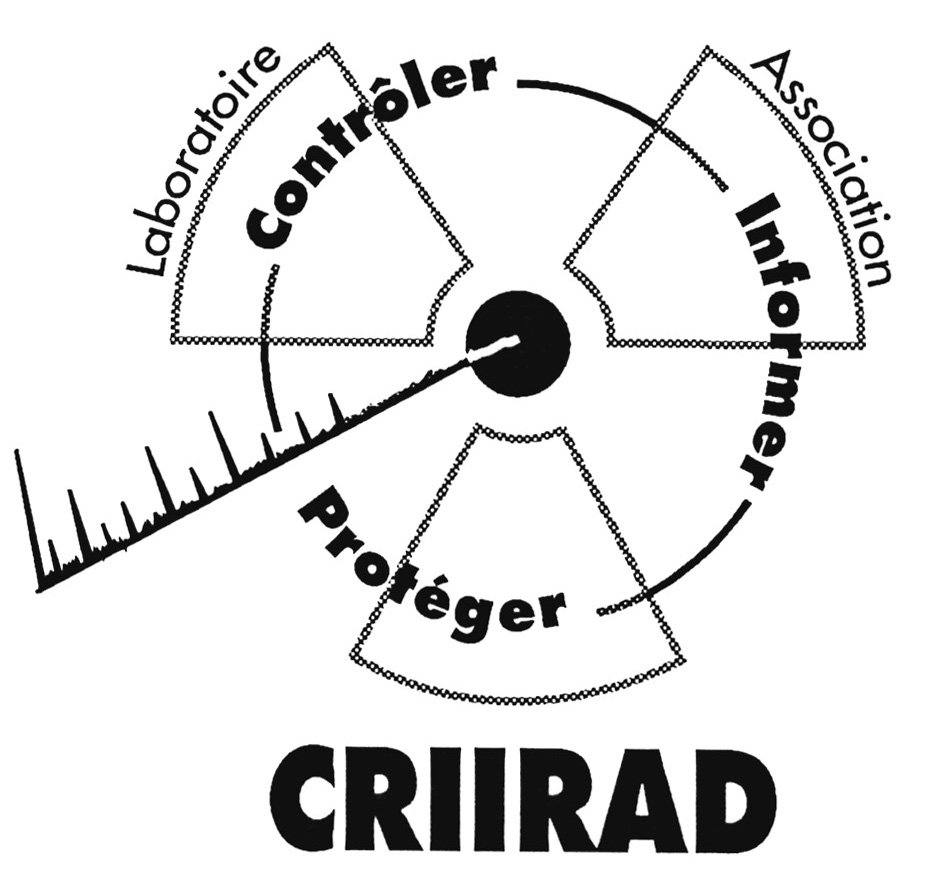 Laboratoire
Contrôler
Association
Informer
Protéger
CRIIRAD